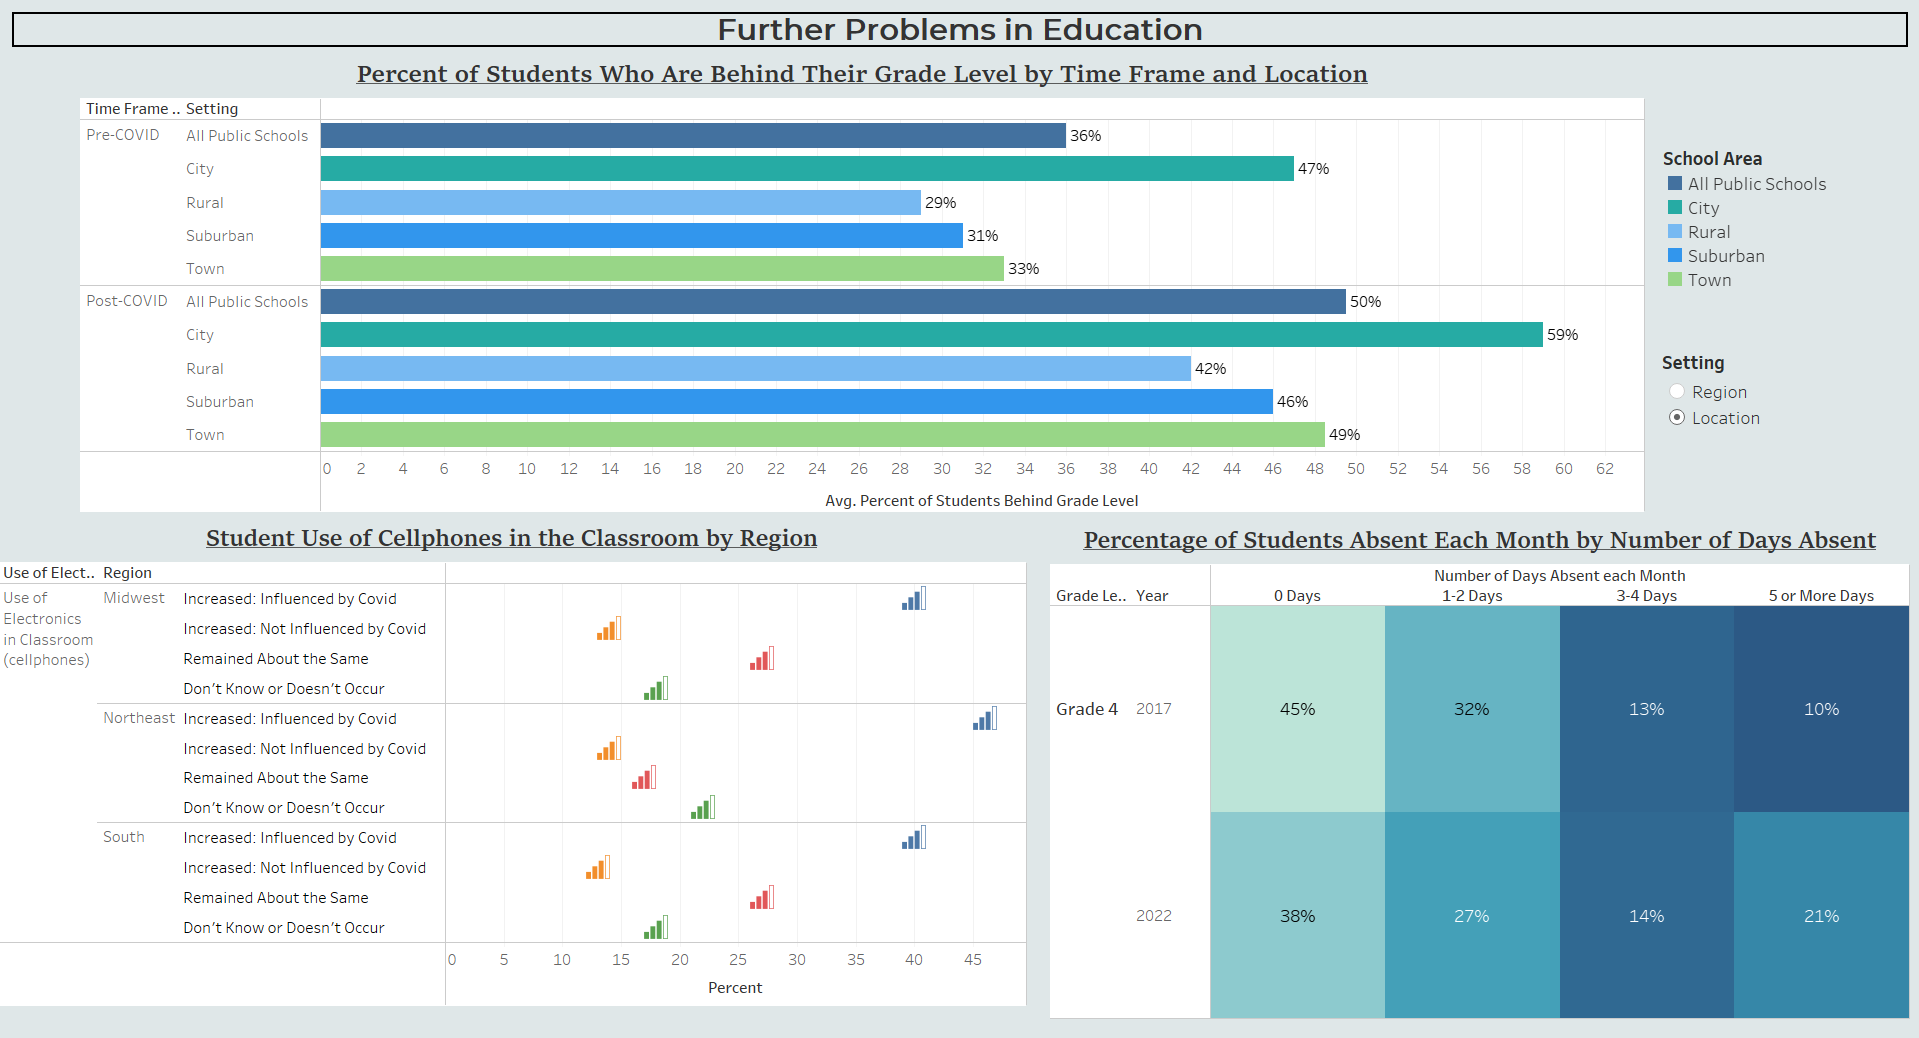 Further Problems in Education
Percent of Students Who Are Behind Their Grade Level by Time Frame and Location
Time Frame .. Setting
Pre-COVID All Public Schools 36%
City 47%
Rural 29%
Suburban 31%
Town 33%
Post-COVID All Public Schools 50%
City 59%
Rural 42%
Suburban 46%
Town 49%
0 2 4 6 8 10 12 14 16 18 20 22 24 26 28 30 32 34 36 38 40 42 44 46 48 50 52 54 56 58 60 62
Avg. Percent of Students Behind Grade Level
School Area
All Public Schools
City
Rural
Suburban
Town
Setting
Region
Location
Student Use of Cellphones in the Classroom by Region
Use of Elect.. Region
Use of
Electronics
in Classroom
(cellphones)
Midwest Increased: Influenced by Covid
Increased: Not Influenced by Covid
Remained About the Same
Don't Know or Doesn't Occur
Northeast Increased: Influenced by Covid
Increased: Not Influenced by Covid
Remained About the Same
Don't Know or Doesn't Occur
South Increased: Influenced by Covid
Increased: Not Influenced by Covid
Remained About the Same
Don't Know or Doesn't Occur
0 5 10 15 20 25 30 35 40 45
Percent
Percentage of Students Absent Each Month by Number of Days Absent
Number of Days Absent each Month
Grade Le.. Year 0 Days 1-2 Days 3-4 Days 5 or More Days
Grade 4 2017 45% 32% 13% 10%
2022 38% 27% 14% 21%